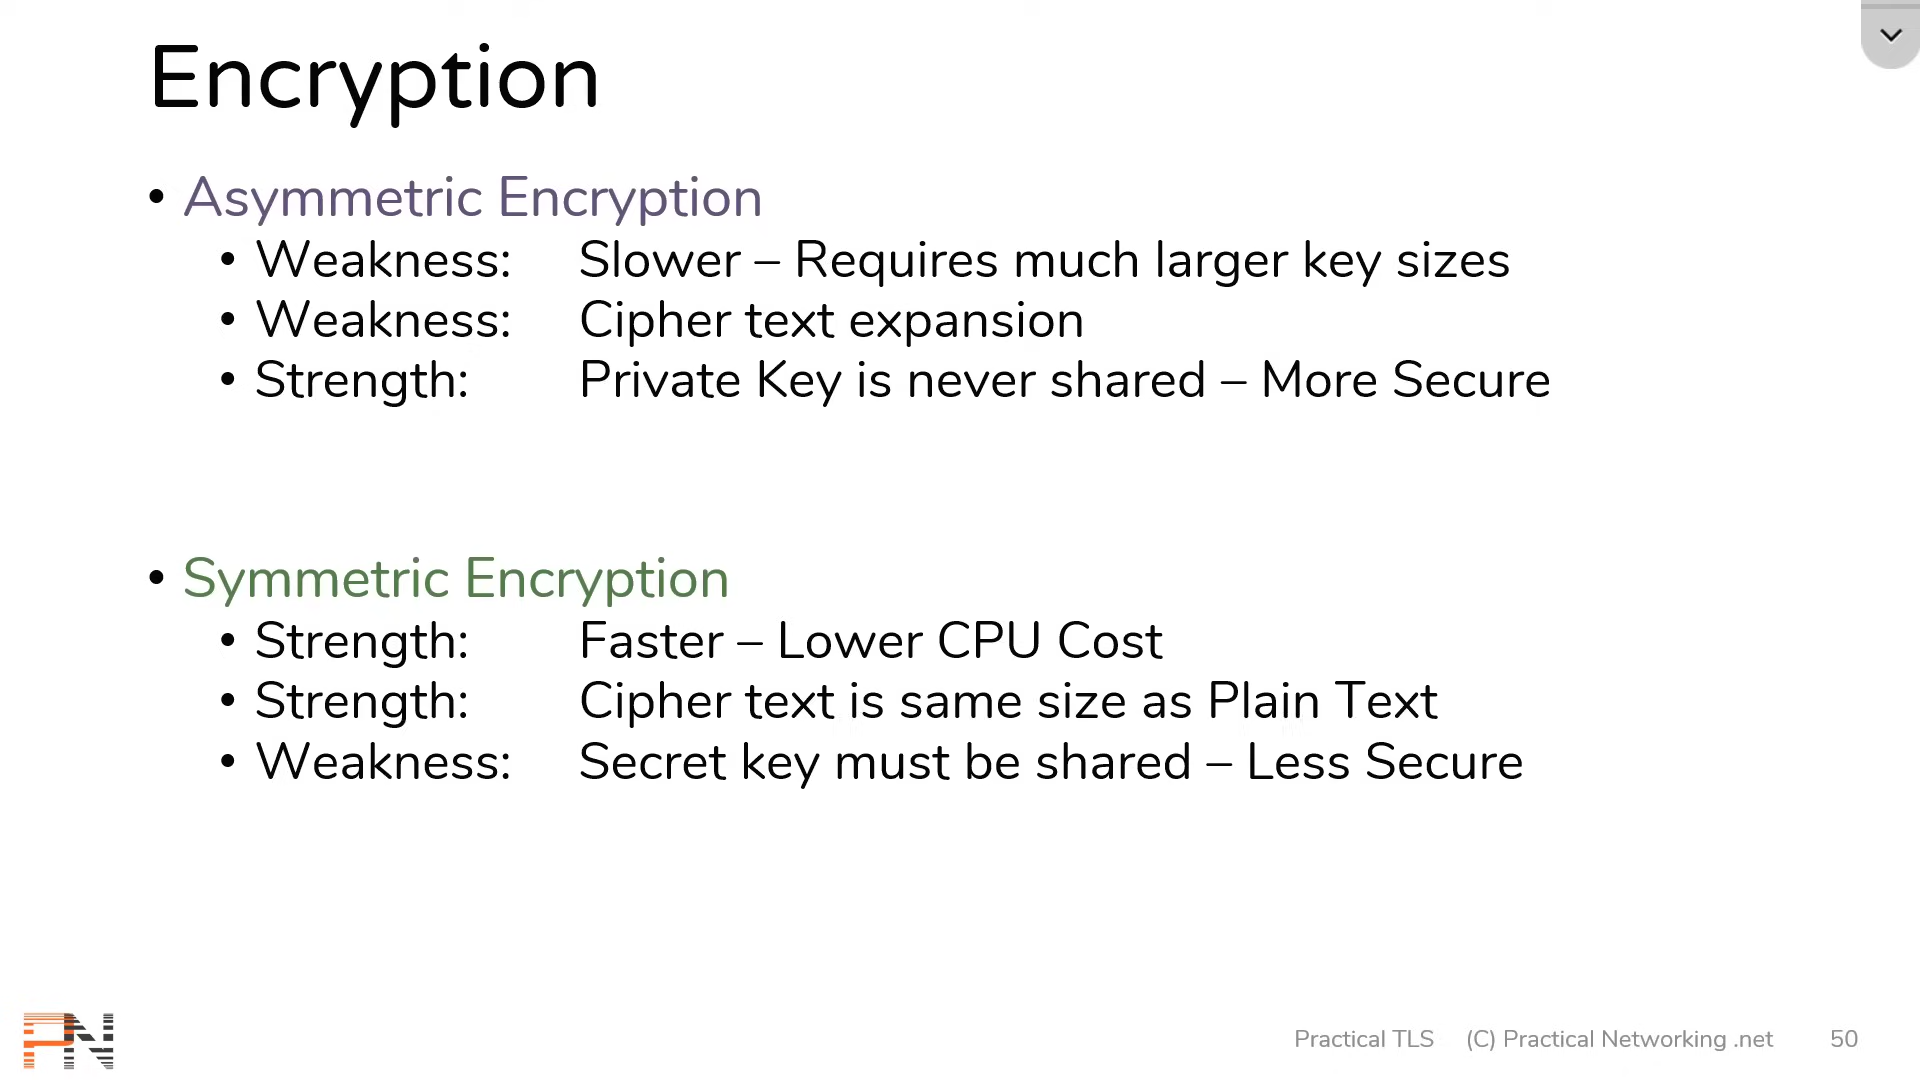 Encryption
• Asymmetric Encryption
• Weakness: Slower – Requires much larger key sizes
• Weakness: Cipher text expansion
• Strength: Private Key is never shared – More Secure
• Symmetric Encryption
• Strength: Faster – Lower CPU Cost
• Strength: Cipher text is same size as Plain Text
• Weakness: Secret key must be shared – Less Secure
PN
Practical TLS (C) Practical Networking .net 50